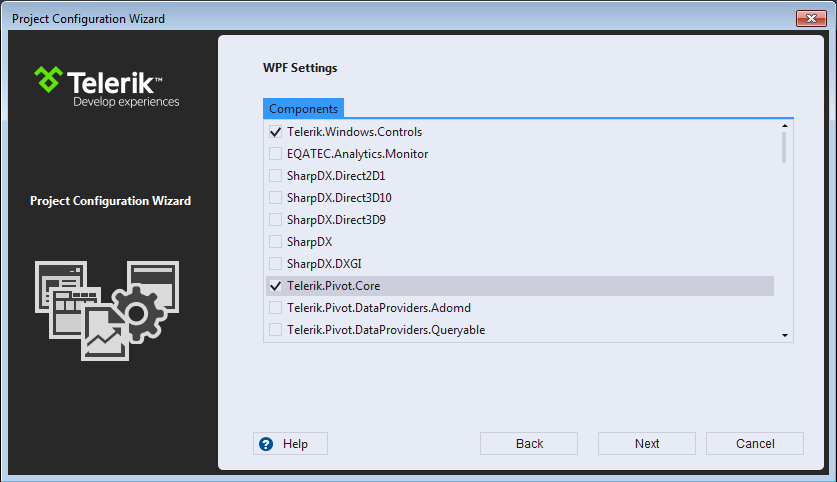 Project Configuration Wizard
Telerik™
Develop experiences
Project Configuration Wizard
WPF Settings
Components
Telerik.Windows.Controls
EQATEC.Analytics.Monitor
SharpDX.Direct2D1
SharpDX.Direct3D10
SharpDX.Direct3D9
SharpDX
SharpDX.DXGI
Telerik.Pivot.Core
Telerik.Pivot.DataProviders.Adomd
Telerik.Pivot.DataProviders.Queryable
? Help
Back
Next
Cancel